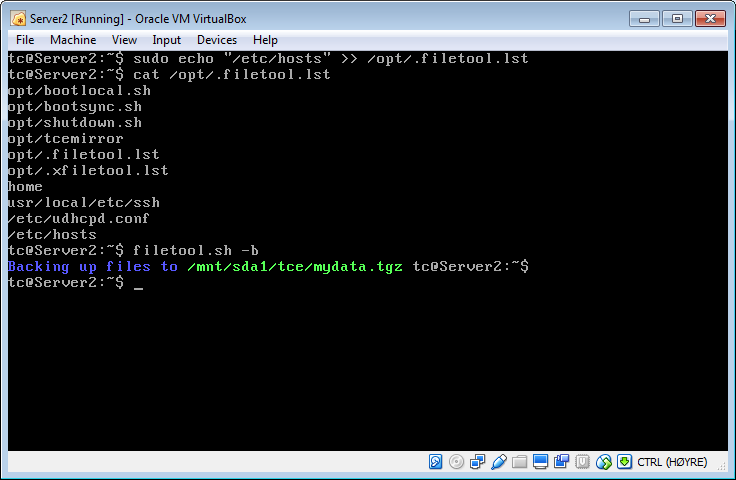 Server2 [Running] - Oracle VM VirtualBox
File Machine View Input Devices Help
tc@Server2:~$ sudo echo "/etc/hosts" >> /opt/.filetool.lst
tc@Server2:~$ cat /opt/.filetool.lst
opt/bootlocal.sh
opt/bootsync.sh
opt/shutdown.sh
opt/tcemirror
opt/.filetool.lst
opt/.xfiletool.lst
home
usr/local/etc/ssh
/etc/udhcpd.conf
/etc/hosts
tc@Server2:~$ filetool.sh -b
Backing up files to /mnt/sda1/tce/mydata.tgz tc@Server2:~$
tc@Server2:~$ _
CTRL (HØYRE)